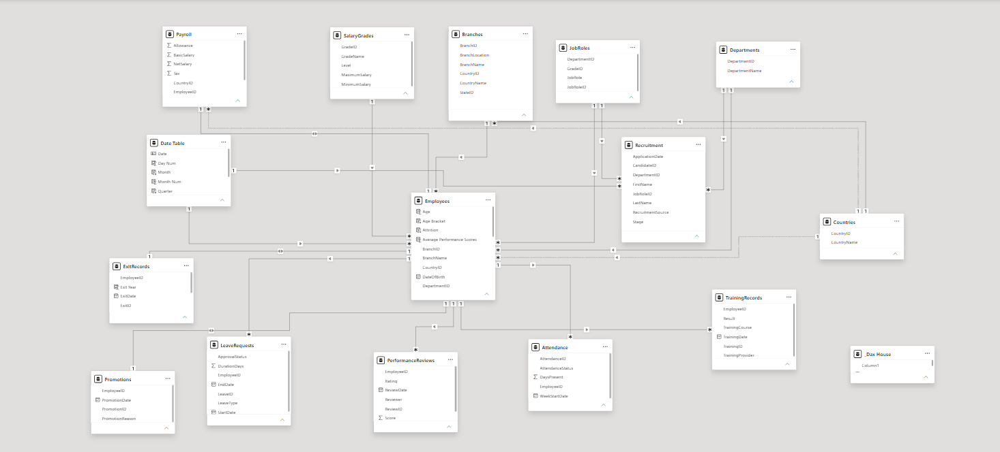 Payroll
Allowance
BasicSalary
NetSalary
Tax
CountryID
EmployeeID
SalaryGrades
GradeID
GradeName
Level
MaximumSalary
MinimumSalary
Branches
BranchID
BranchLocation
BranchName
CountryID
CountryName
StateID
JobRoles
DepartmentID
GradeID
JobRole
JobRoleID
Departments
DepartmentID
DepartmentName
Date Table
Date
Day Num
Month
Month Num
Quarter
Recruitment
ApplicationDate
CandidateID
DepartmentID
FirstName
JobRoleID
LastName
RecruitmentSource
Stage
Employees
Age
Age Bracket
Attrition
Average Performance Scores
BranchID
BranchName
CountryID
DateOfBirth
DepartmentID
Countries
CountryID
CountryName
ExitRecords
EmployeeID
Exit Year
ExitDate
ExitID
TrainingRecords
EmployeeID
Result
TrainingCourse
TrainingDate
TrainingID
TrainingProvider
LeaveRequests
ApprovalStatus
DurationDays
EmployeeID
EndDate
LeaveID
LeaveType
StartDate
Attendance
AttendanceID
AttendanceStatus
DaysPresent
EmployeeID
WeekStartDate
_Dax House
Column1
PerformanceReviews
EmployeeID
Rating
ReviewDate
Reviewer
ReviewID
Score
Promotions
EmployeeID
PromotionDate
PromotionID
PromotionReason